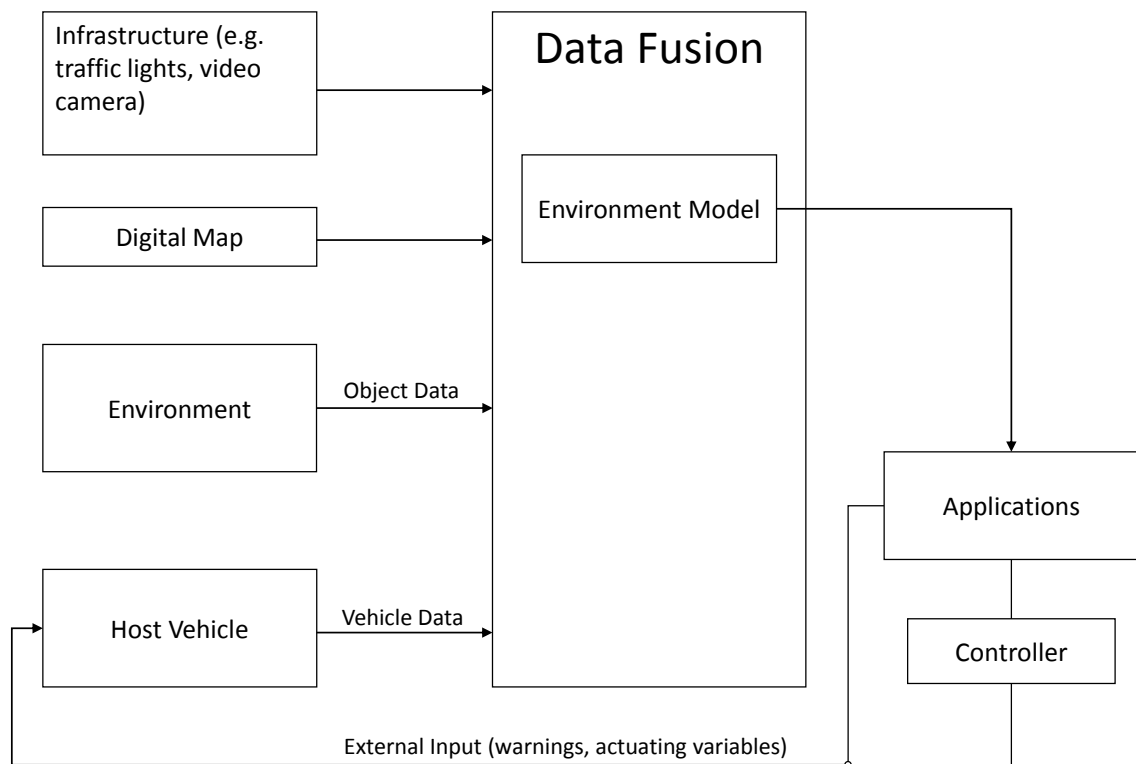 Infrastructure (e.g.
traffic lights, video
camera)
Data Fusion
Environment Model
Digital Map
Environment
Object Data
Applications
Host Vehicle
Vehicle Data
Controller
External Input (warnings, actuating variables)